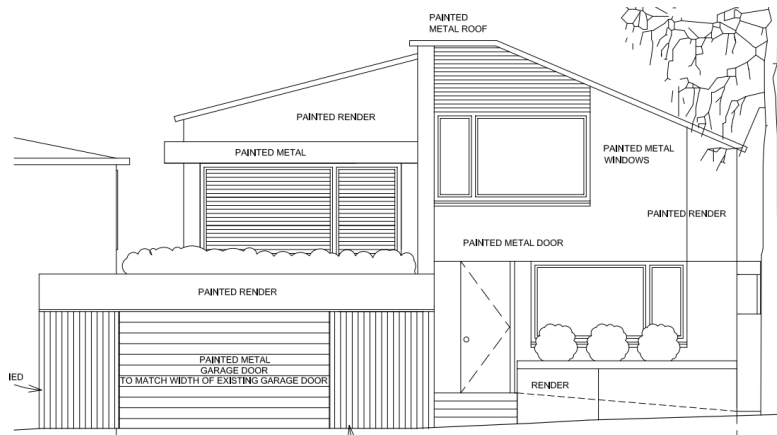 PAINTED
METAL ROOF
PAINTED RENDER
PAINTED METAL
PAINTED METAL
WINDOWS
PAINTED RENDER
PAINTED METAL DOOR
PAINTED RENDER
PAINTED METAL
GARAGE DOOR
TO MATCH WIDTH OF EXISTING GARAGE DOOR
IED
RENDER